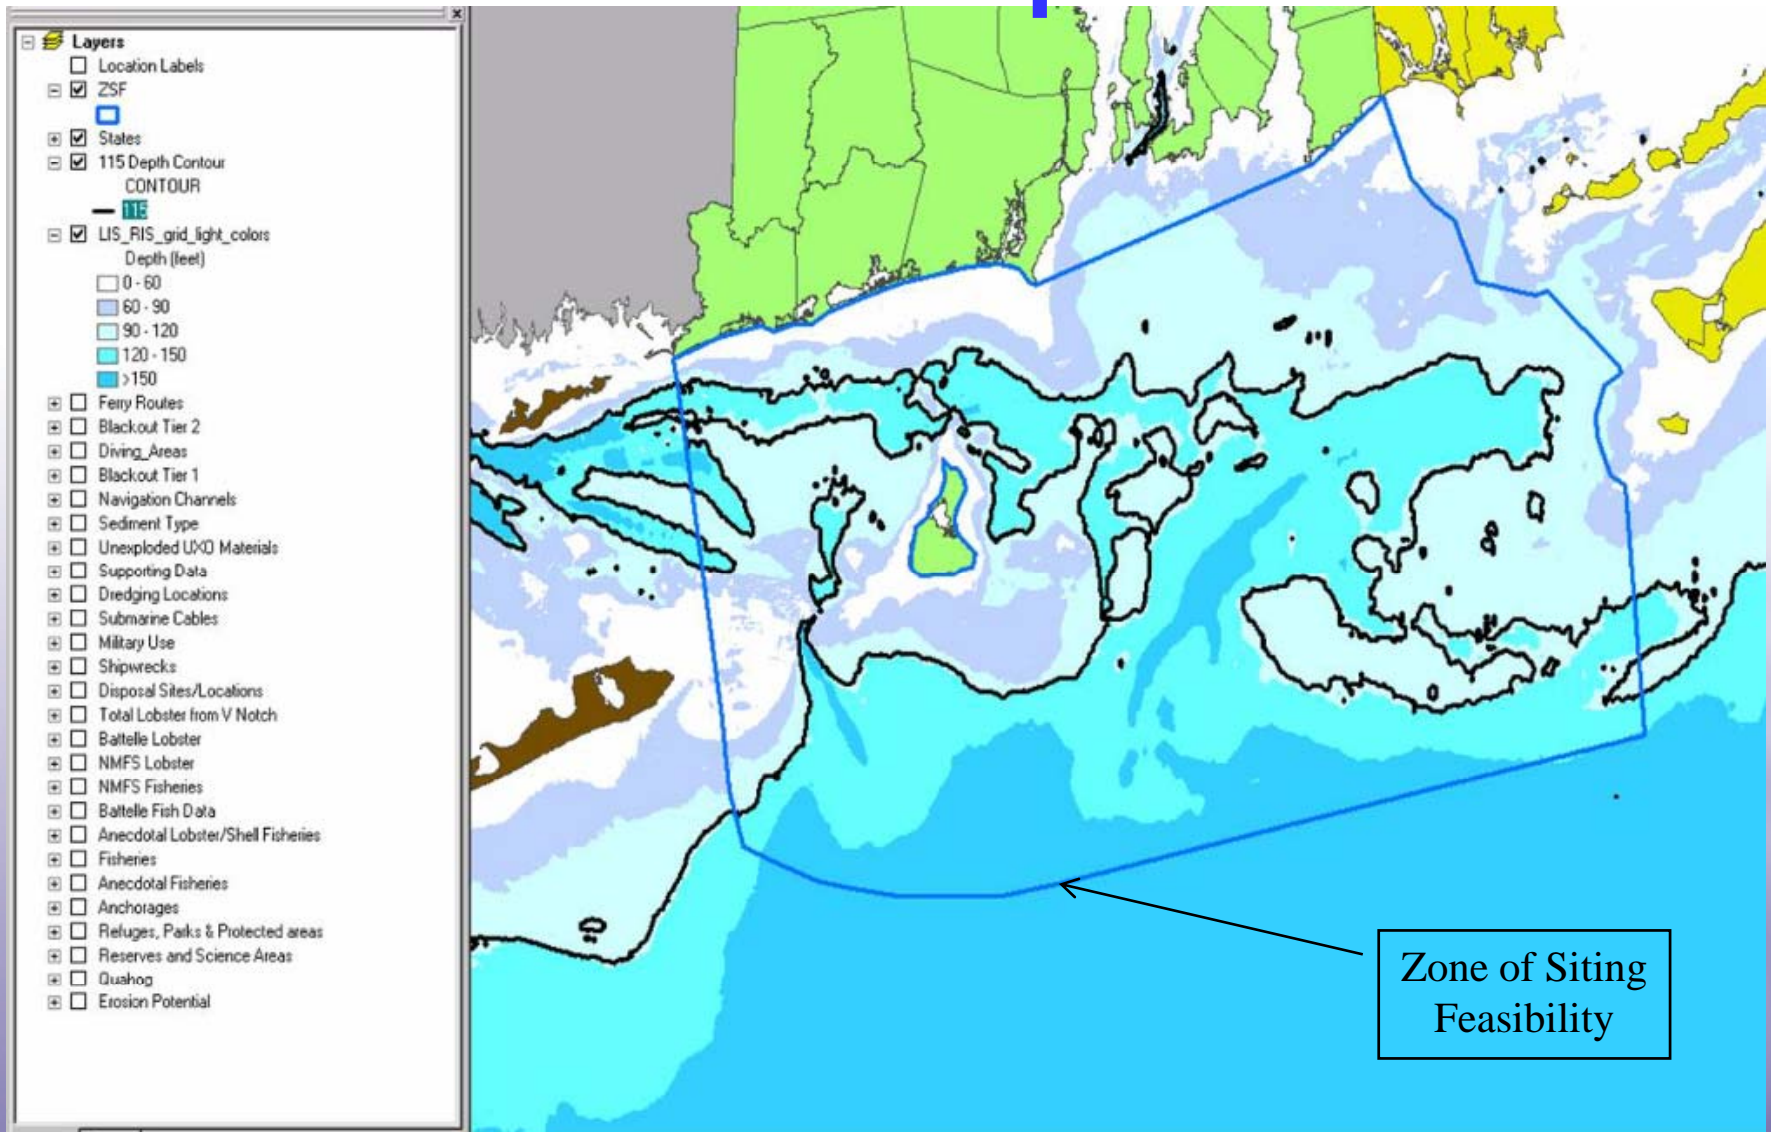 Layers
Location Labels
ZSF
States
115 Depth Contour
CONTOUR
115
LIS_RIS_grid_light_colors
Depth (feet)
0 - 60
60 - 90
90 - 120
120 - 150
>150
Ferry Routes
Blackout Tier 2
Diving_Areas
Blackout Tier 1
Navigation Channels
Sediment Type
Unexploded UXO Materials
Supporting Data
Dredging Locations
Submarine Cables
Military Use
Shipwrecks
Disposal Sites/Locations
Total Lobster from V Notch
Battelle Lobster
NMFS Lobster
NMFS Fisheries
Battelle Fish Data
Anecdotal Lobster/Shell Fisheries
Fisheries
Anecdotal Fisheries
Anchorages
Refuges, Parks & Protected areas
Reserves and Science Areas
Quahog
Erosion Potential
Zone of Siting
Feasibility